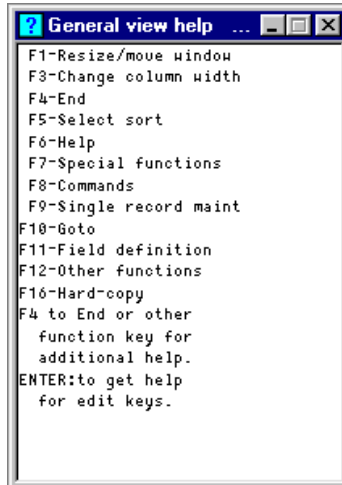 ? General view help ...
F1-Resize/move window
F3-Change column width
F4-End
F5-Select sort
F6-Help
F7-Special functions
F8-Commands
F9-Single record maint
F10-Goto
F11-Field definition
F12-Other functions
F16-Hard-copy
F4 to End or other
function key for
additional help.
ENTER:to get help
for edit keys.